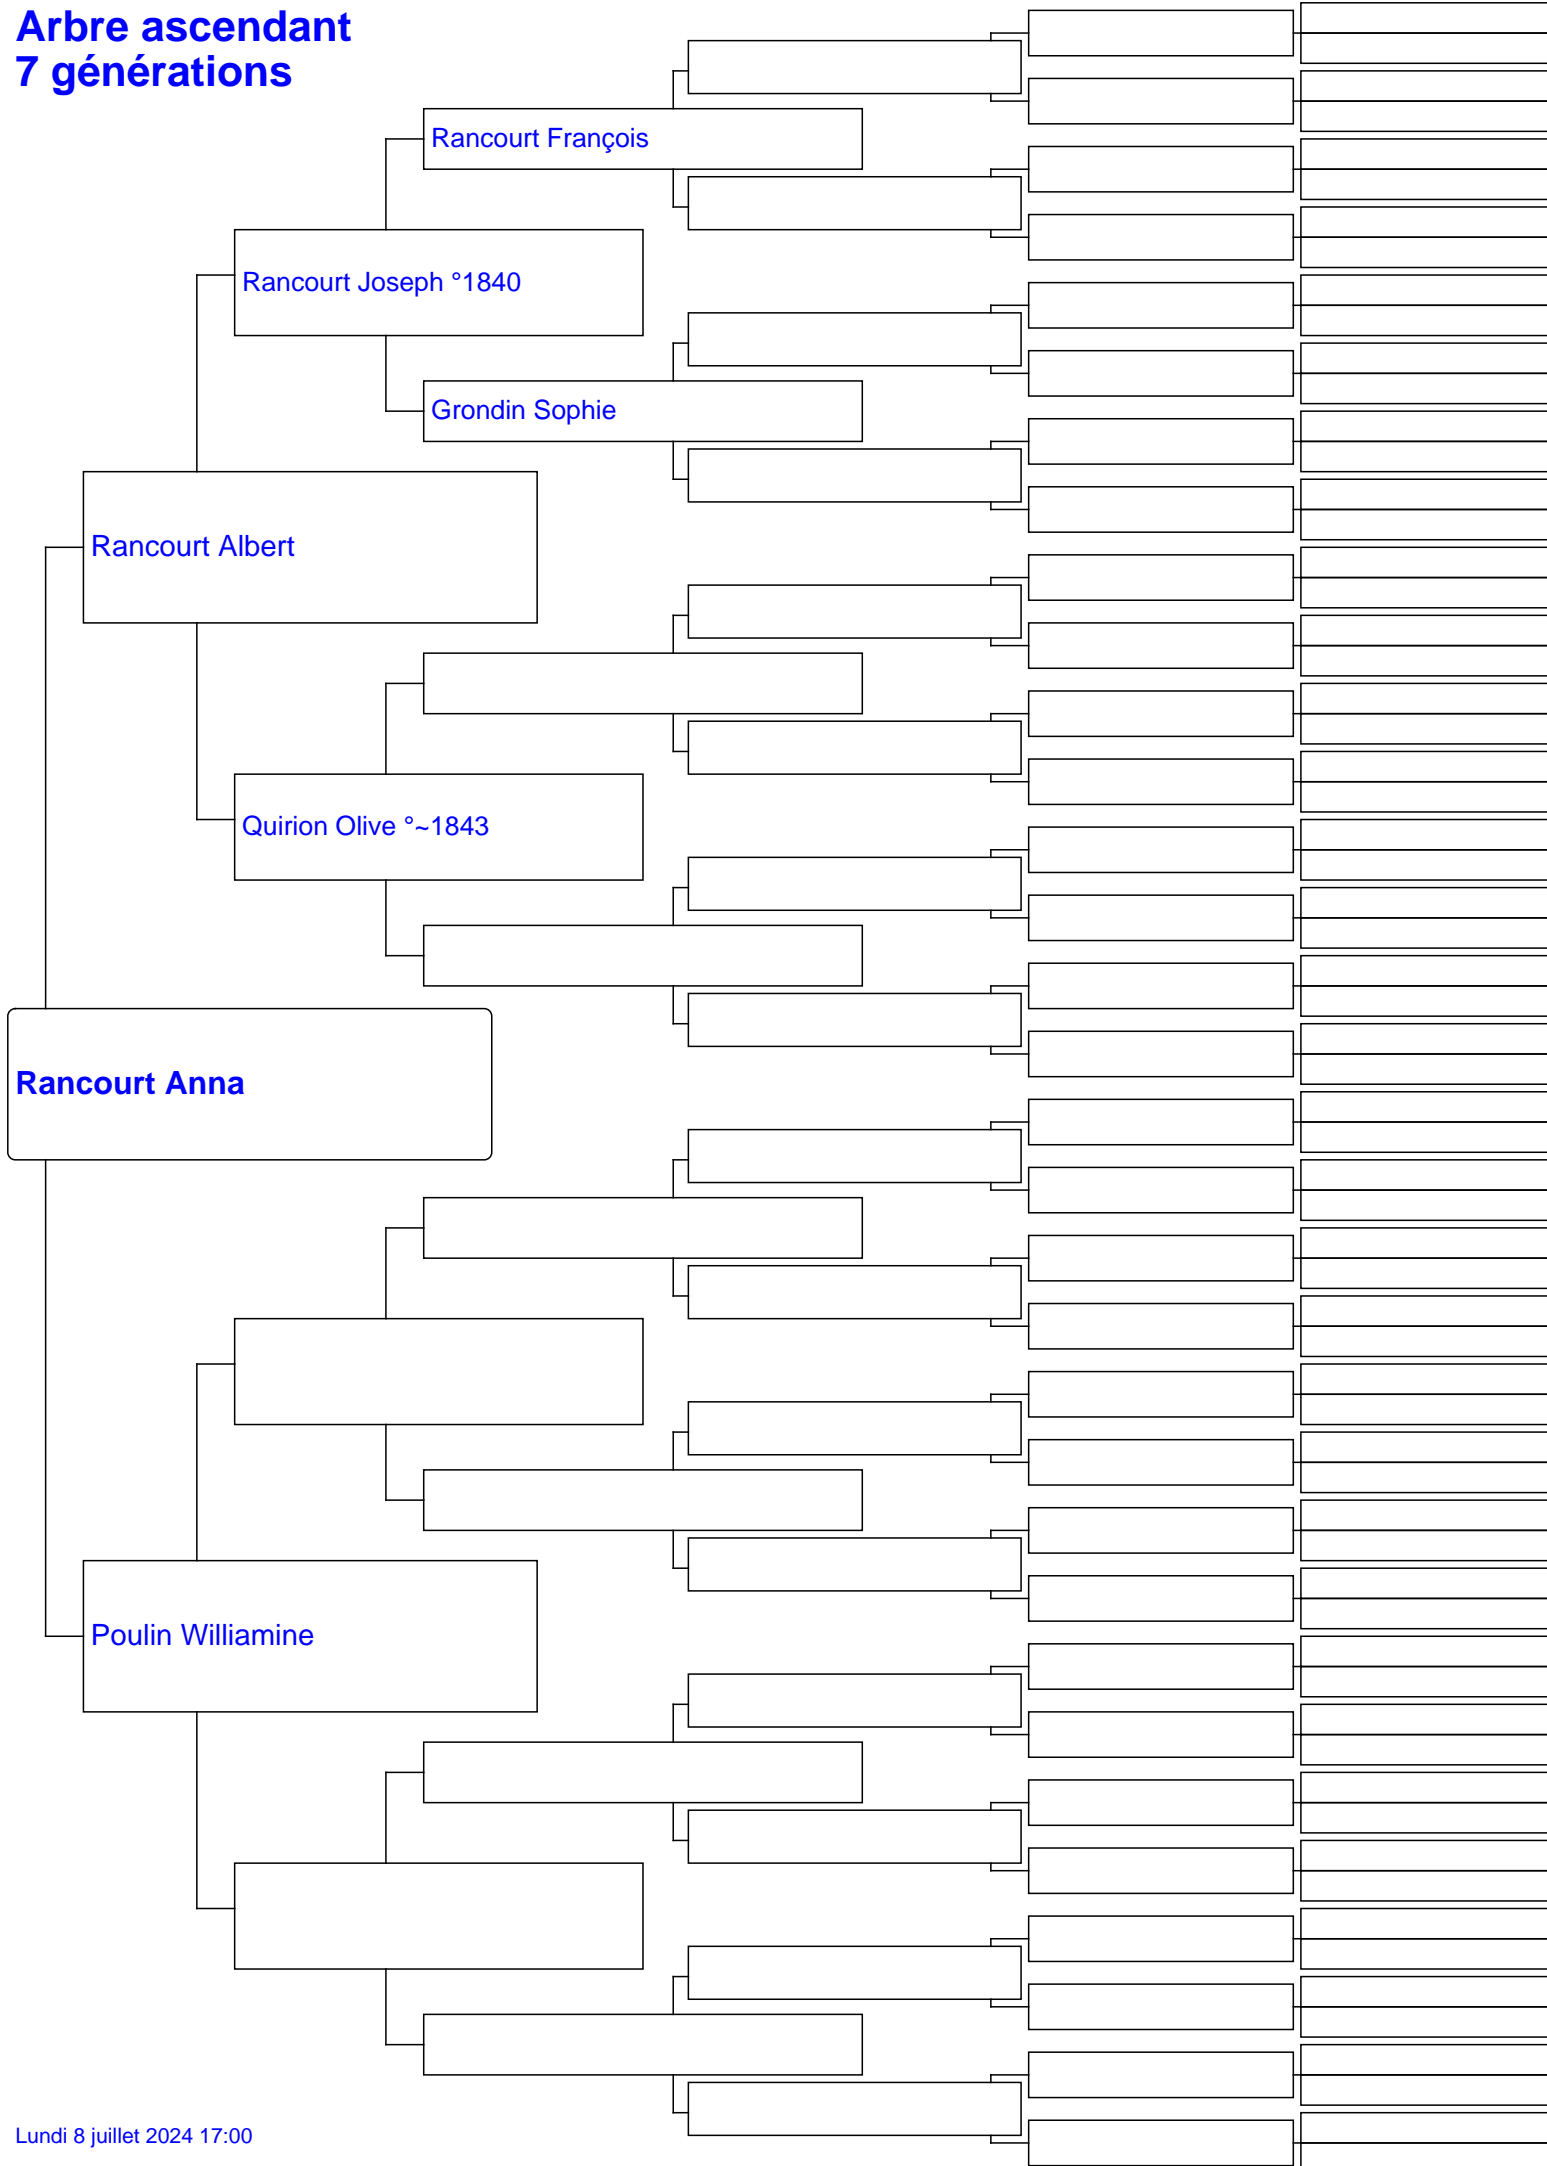 Arbre ascendant
7 générations
Rancourt François
Rancourt Joseph °1840
Grondin Sophie
Rancourt Albert
Quirion Olive °~1843
Rancourt Anna
Poulin Williamine
Lundi 8 juillet 2024 17:00